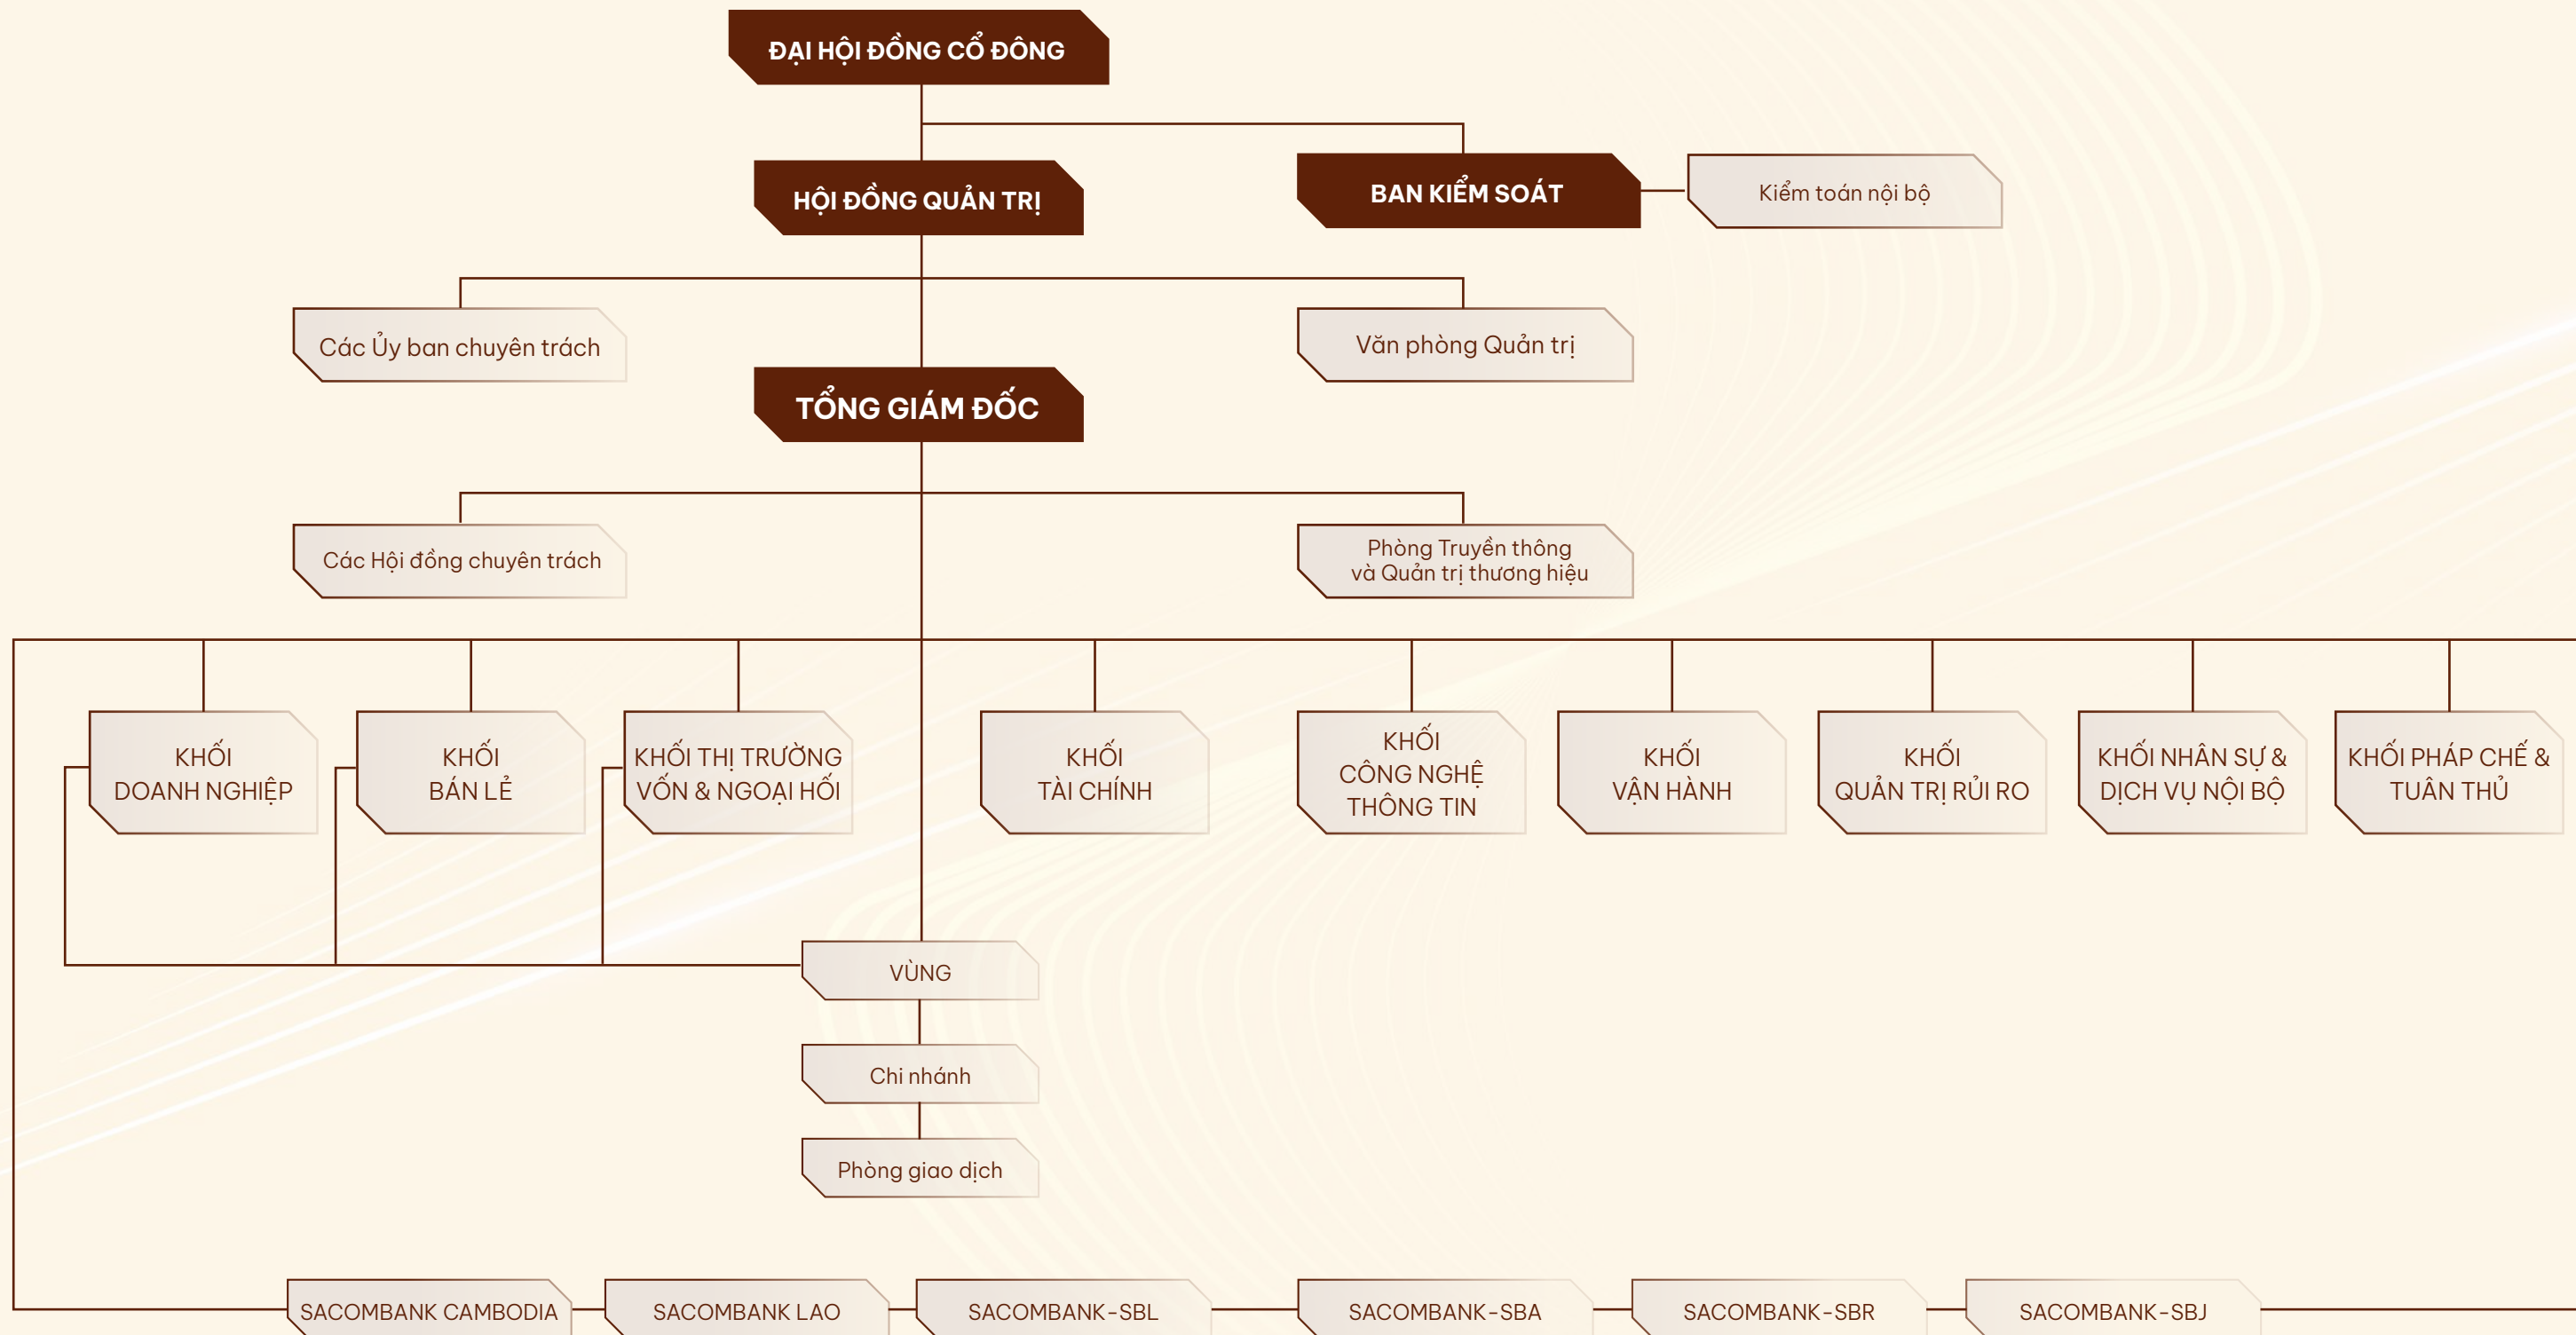 ĐẠI HỘI ĐỒNG CỔ ĐÔNG
HỘI ĐỒNG QUẢN TRỊ
BAN KIỂM SOÁT
Kiểm toán nội bộ
Các Ủy ban chuyên trách
Văn phòng Quản trị
TỔNG GIÁM ĐỐC
Các Hội đồng chuyên trách
Phòng Truyền thông
và Quản trị thương hiệu
KHỐI
DOANH NGHIỆP
KHỐI
BÁN LẺ
KHỐI THỊ TRƯỜNG
VỐN & NGOẠI HỐI
KHỐI
TÀI CHÍNH
KHỐI
CÔNG NGHỆ
THÔNG TIN
KHỐI
VẬN HÀNH
KHỐI
QUẢN TRỊ RỦI RO
KHỐI NHÂN SỰ &
DỊCH VỤ NỘI BỘ
KHỐI PHÁP CHẾ &
TUÂN THỦ
VÙNG
Chi nhánh
Phòng giao dịch
SACOMBANK CAMBODIA
SACOMBANK LAO
SACOMBANK-SBL
SACOMBANK-SBA
SACOMBANK-SBR
SACOMBANK-SBJ